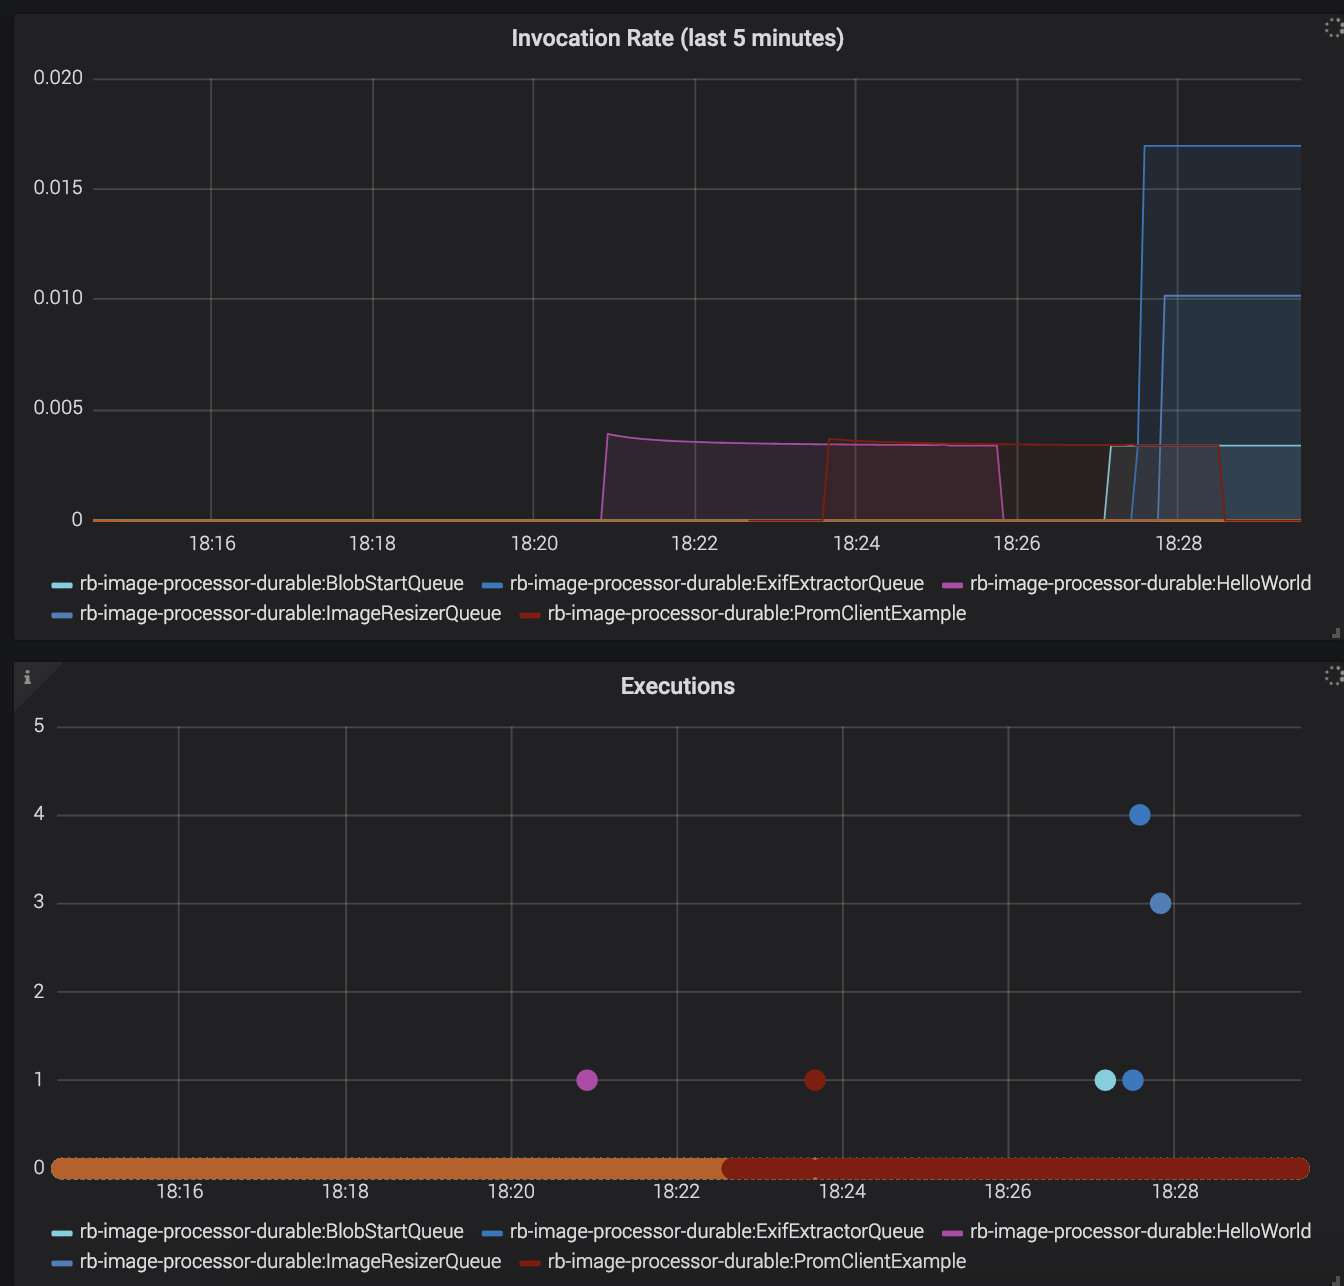 Invocation Rate (last 5 minutes)
0.020
0.015
0.010
0.005
0
18:16 18:18 18:20 18:22 18:24 18:26 18:28
rb-image-processor-durable:BlobStartQueue rb-image-processor-durable:ExifExtractorQueue rb-image-processor-durable:HelloWorld
rb-image-processor-durable:ImageResizerQueue rb-image-processor-durable:PromClientExample
i
Executions
5
4
3
2
1
0
18:16 18:18 18:20 18:22 18:24 18:26 18:28
rb-image-processor-durable:BlobStartQueue rb-image-processor-durable:ExifExtractorQueue rb-image-processor-durable:HelloWorld
rb-image-processor-durable:ImageResizerQueue rb-image-processor-durable:PromClientExample